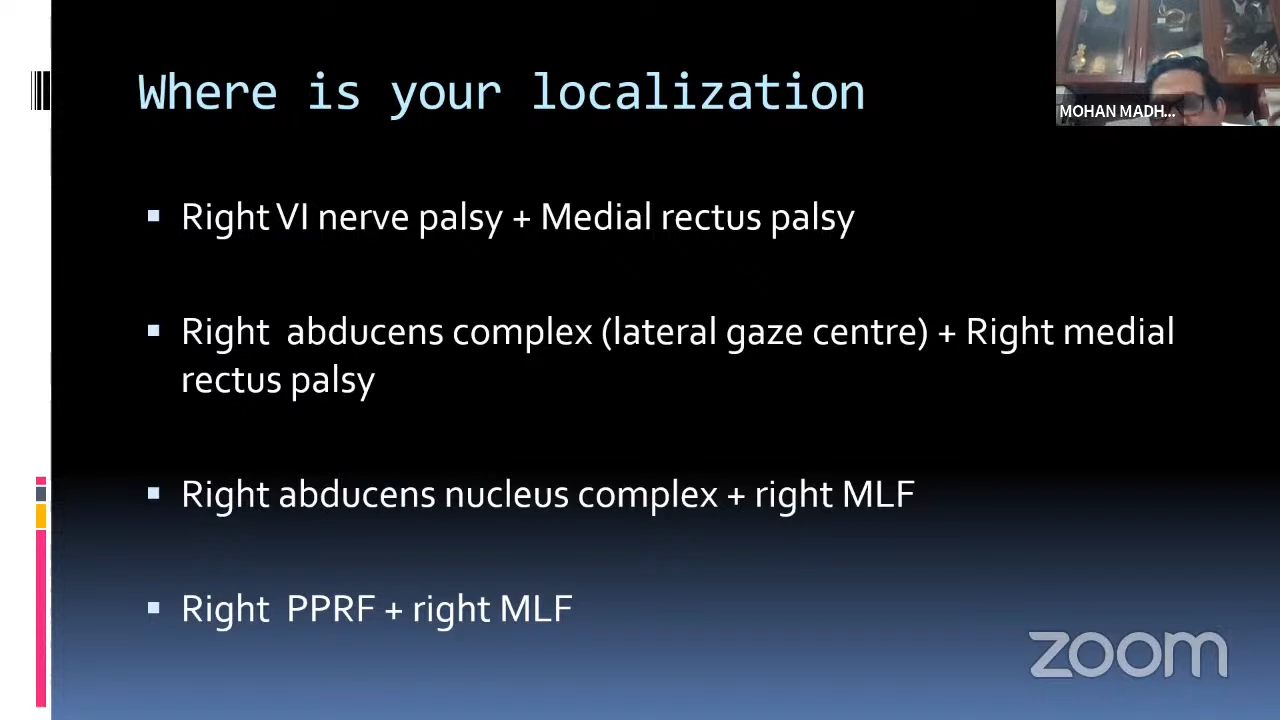 Where is your localization
MOHAN MADH...
Right VI nerve palsy + Medial rectus palsy
Right abducens complex (lateral gaze centre) + Right medial
rectus palsy
Right abducens nucleus complex + right MLF
Right PPRF + right MLF
zoom